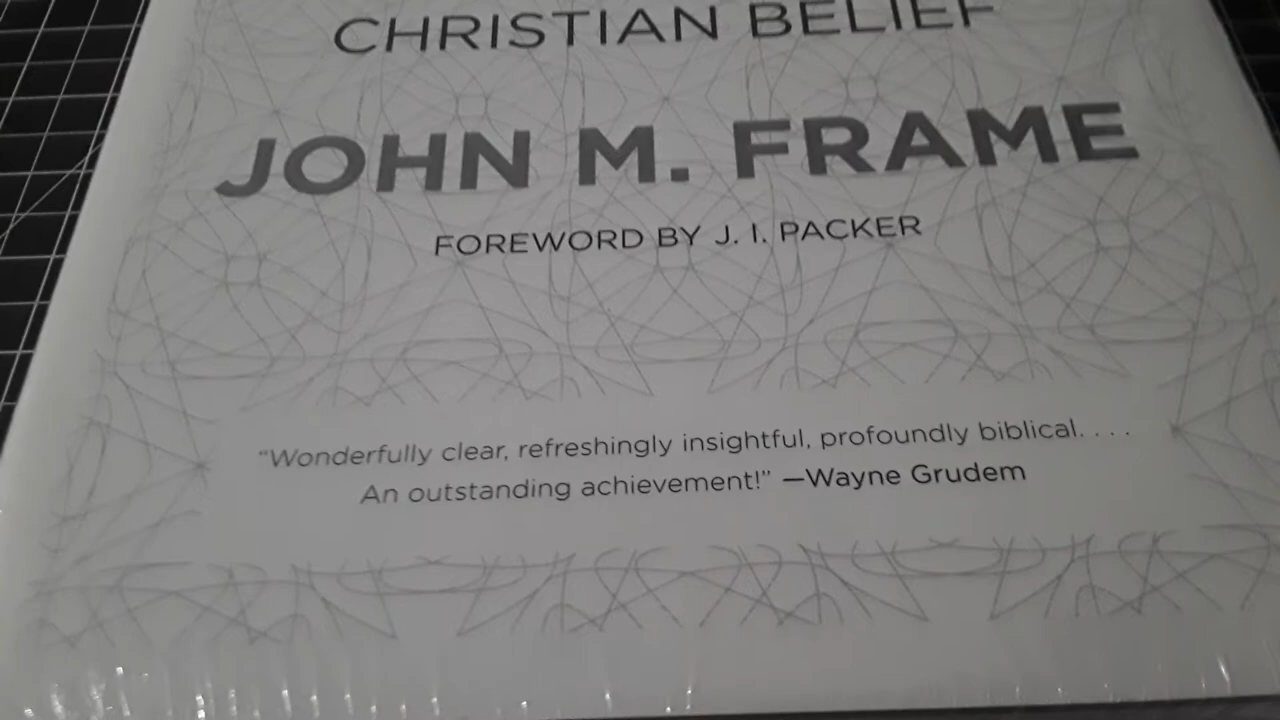 CHRISTIAN BELIEF
JOHN M. FRAME
FOREWORD BY J. I. PACKER
“Wonderfully clear, refreshingly insightful, profoundly biblical. . . .
An outstanding achievement!” —Wayne Grudem